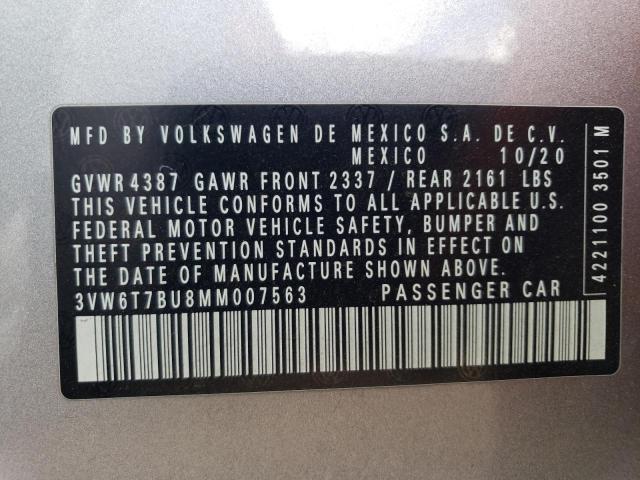 MFD BY VOLKSWAGEN DE MEXICO S.A. DE C.V.
MEXICO 10/20
GVWR 4387 GAWR FRONT 2337 / REAR 2161 LBS
THIS VEHICLE CONFORMS TO ALL APPLICABLE U.S.
FEDERAL MOTOR VEHICLE SAFETY, BUMPER AND
THEFT PREVENTION STANDARDS IN EFFECT ON
THE DATE OF MANUFACTURE SHOWN ABOVE.
3VW6T7BU8MM007563 PASSENGER CAR
4221100 3501 M